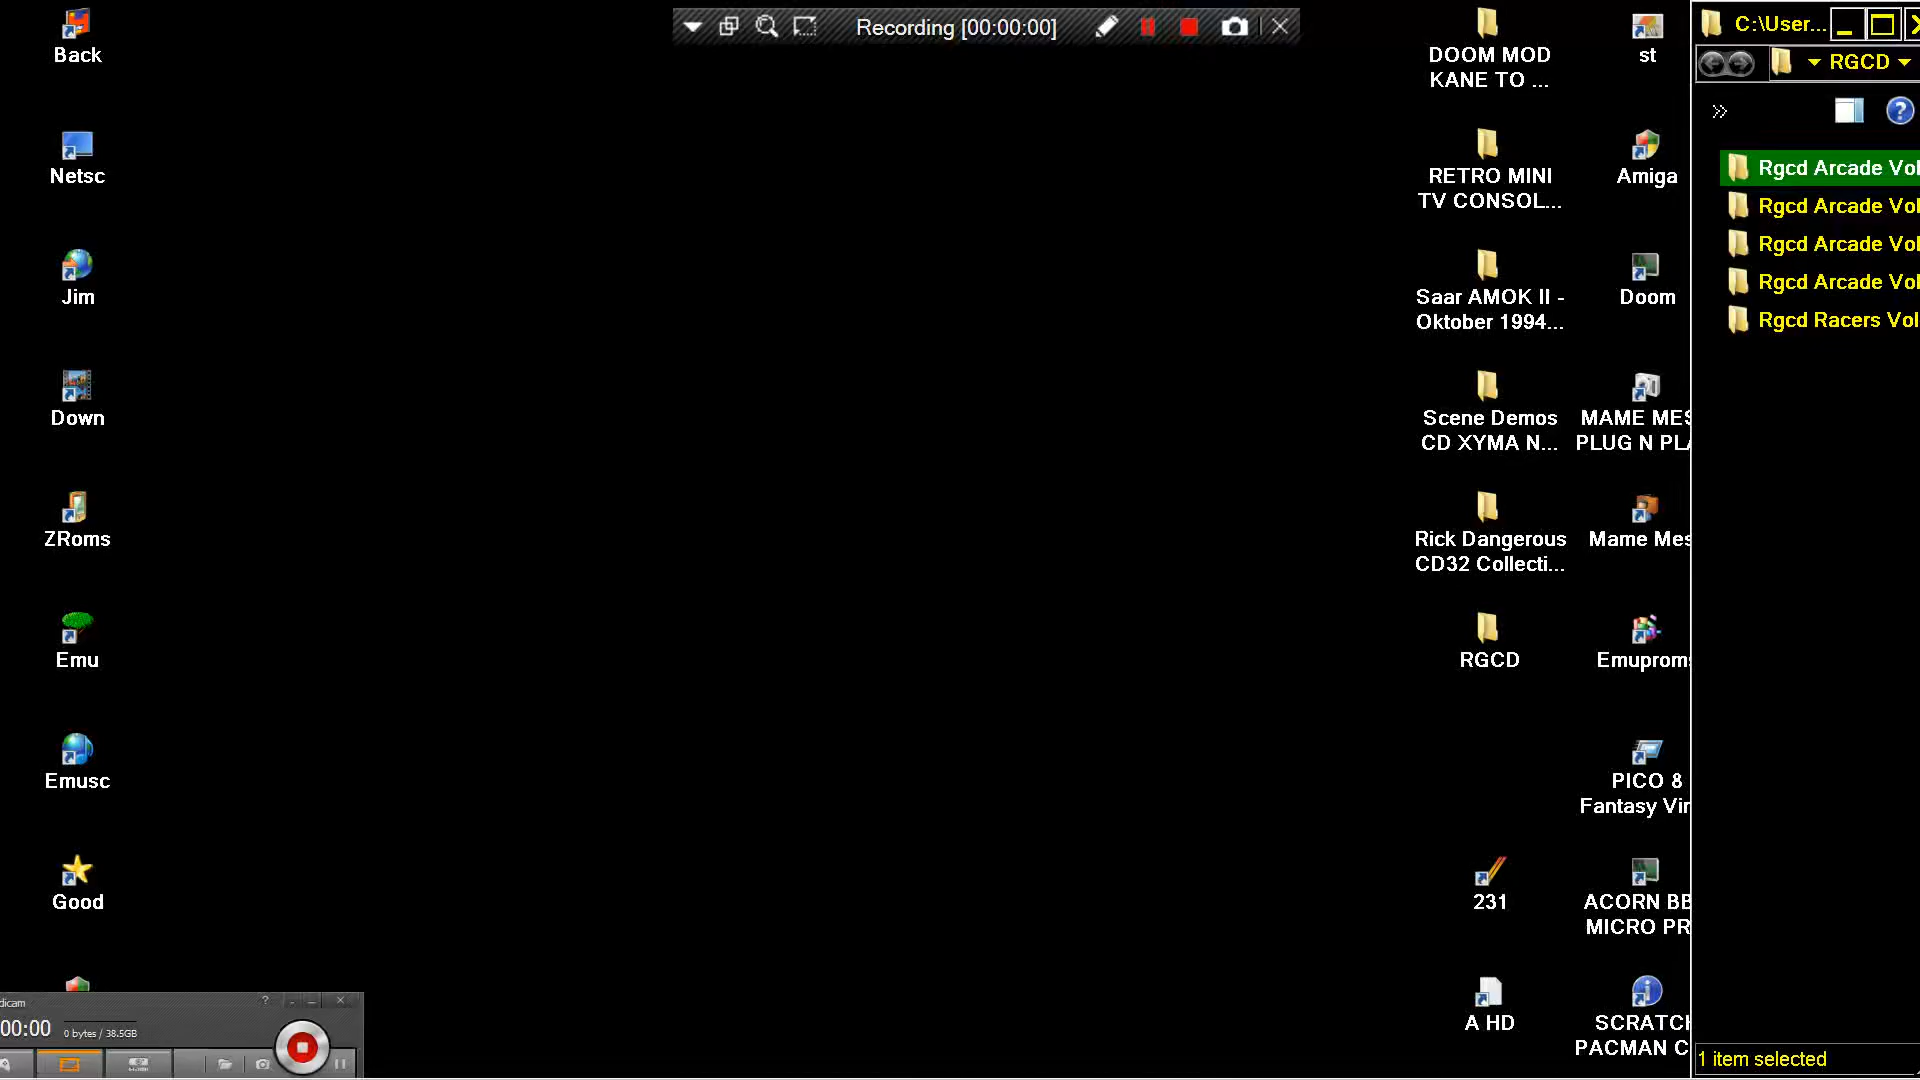 Back
Netsc
Jim
Down
ZRoms
Emu
Emusc
Good
dicam
?
00:00
0 bytes / 38.5GB
Recording [00:00:00]
DOOM MOD
KANE TO ...
RETRO MINI
TV CONSOL...
Saar AMOK II -
Oktober 1994...
Scene Demos
CD XYMA N...
Rick Dangerous
CD32 Collecti...
RGCD
231
A HD
st
Amiga
Doom
MAME MES
PLUG N PLA
Mame Mes
Emuprom
PICO 8
Fantasy Vir
ACORN BB
MICRO PR
SCRATCH
PACMAN C
C:\User...
RGCD
?
Rgcd Arcade Vol
Rgcd Arcade Vol
Rgcd Arcade Vol
Rgcd Arcade Vol
Rgcd Racers Vol
1 item selected